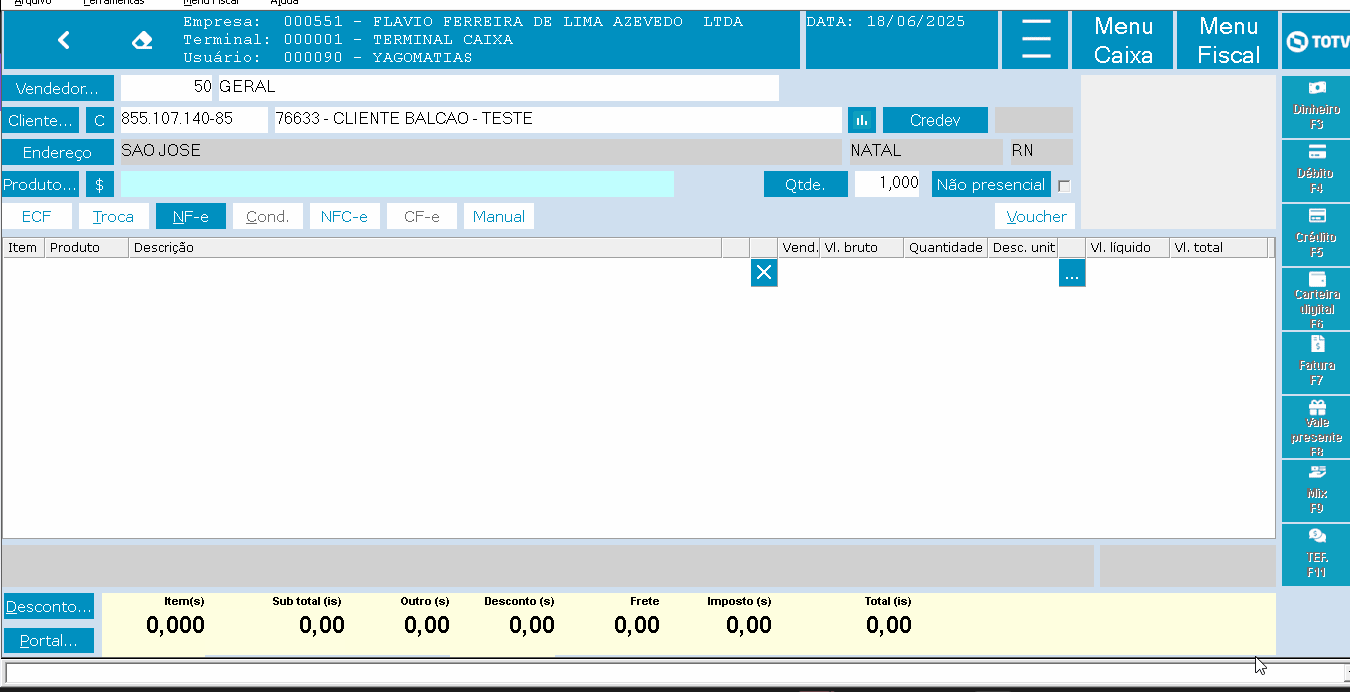 Arquivo Ferramentas Menu Fiscal Ajuda
Empresa: 000551 - FLAVIO FERREIRA DE LIMA AZEVEDO LTDA
Terminal: 000001 - TERMINAL CAIXA
Usuário: 000090 - YAGOMATIAS
DATA: 18/06/2025
Menu Caixa
Menu Fiscal
TOTV
Vendedor... 50 GERAL
Cliente... C 855.107.140-85 76633 - CLIENTE BALCAO - TESTE Credev
Endereço SAO JOSE NATAL RN
Produto... $ Qtde. 1,000 Não presencial
ECF Troca NF-e Cond. NFC-e CF-e Manual Voucher
Item Produto Descrição Vend. Vl. bruto Quantidade Desc. unit Vl. líquido Vl. total
...
Dinheiro
F3
Débito
F4
Crédito
F5
Carteira
digital
F6
Fatura
F7
Vale
presente
F8
Mix
F9
TEF.
F11
Desconto...
Portal...
Item(s) Sub total (is) Outro (s) Desconto (s) Frete Imposto (s) Total (is)
0,000 0,00 0,00 0,00 0,00 0,00 0,00